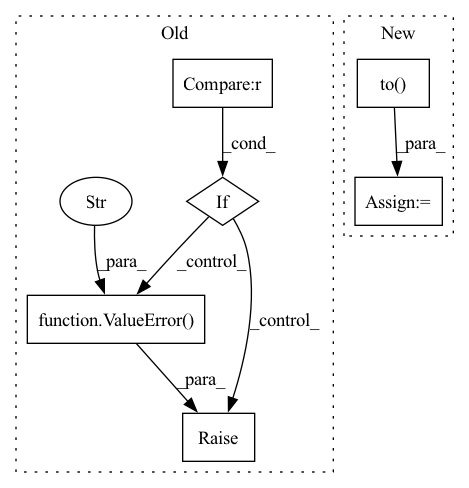 Old
New
Compare:r
to()
_cond_
_para_
Str
If
Assign:=
_para_
_control_
function.ValueError()
_control_
_para_
Raise